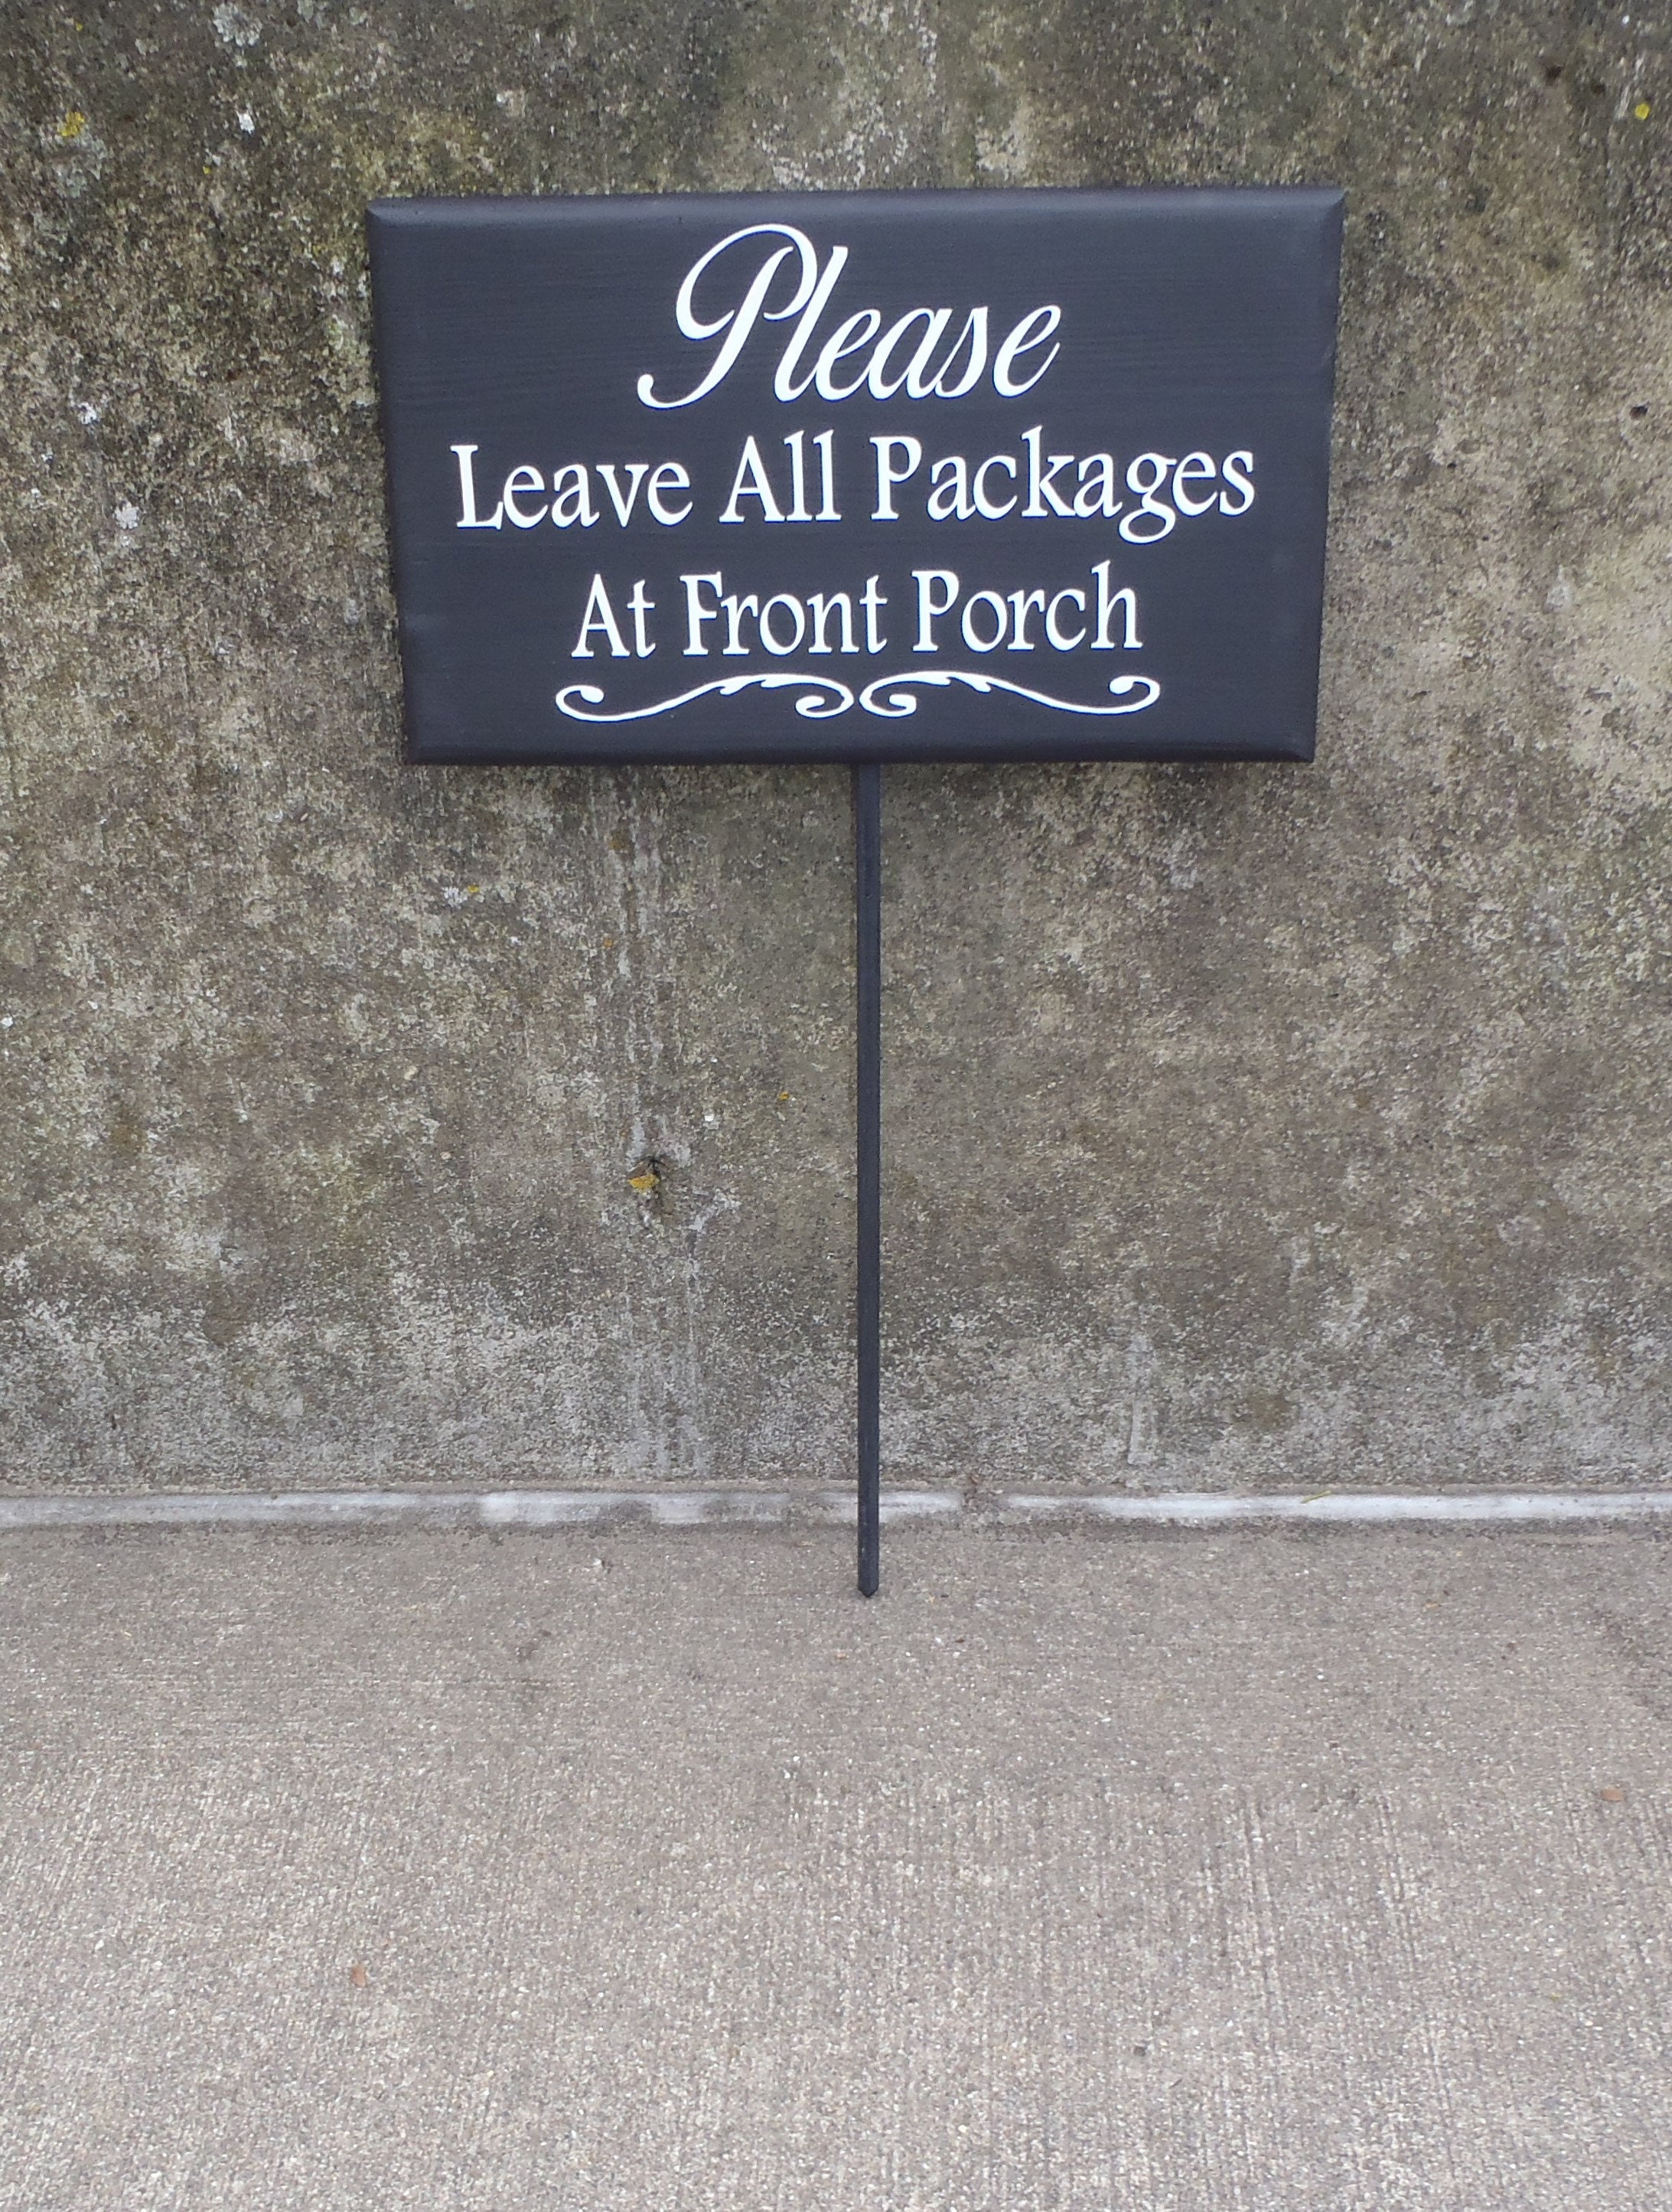 Please
Leave All Packages
At Front Porch